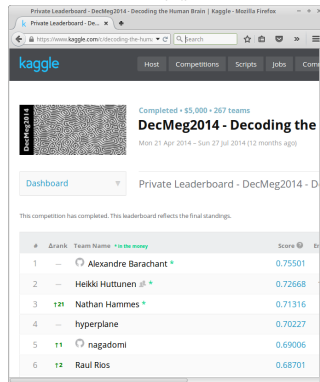 Private Leaderboard - DecMeg2014 - Decoding the Human Brain | Kaggle - Mozilla Firefox
Private Leaderboard - De...
https://www.kaggle.com/c/decoding-the-huma
Search
kaggle
Host
Competitions
Scripts
Jobs
Com
DecMeg2014
Completed • $5,000 • 267 teams
DecMeg2014 - Decoding the
Mon 21 Apr 2014 – Sun 27 Jul 2014 (12 months ago)
Dashboard
Private Leaderboard - DecMeg2014 - D
This competition has completed. This leaderboard reflects the final standings.
# Δrank Team Name * in the money Score
1 — Alexandre Barachant * 0.75501
2 — Heikki Huttunen * 0.72668
3 ↑21 Nathan Hammes * 0.71316
4 — hyperplane 0.70227
5 ↑1 nagadomi 0.69006
6 ↑2 Raul Rios 0.68701